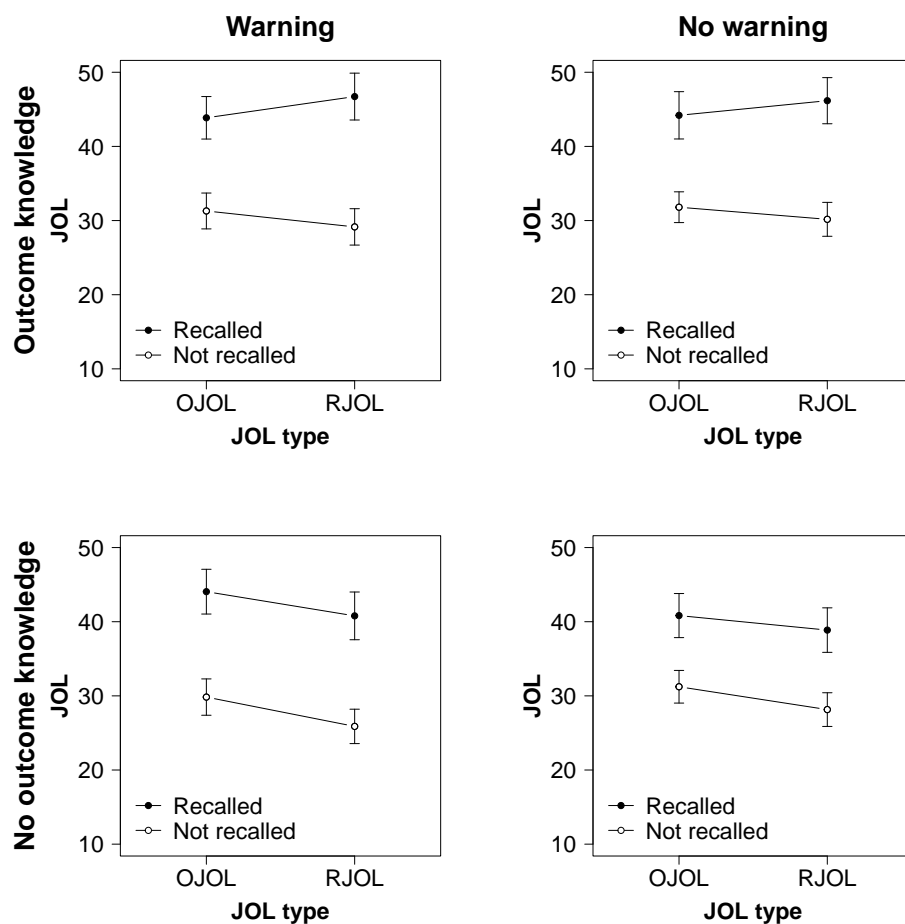 Warning
No warning
Outcome knowledge
50
40
30
20
10
JOL
Recalled
Not recalled
OJOL
RJOL
JOL type
50
40
30
20
10
JOL
Recalled
Not recalled
OJOL
RJOL
JOL type
No outcome knowledge
50
40
30
20
10
JOL
Recalled
Not recalled
OJOL
RJOL
JOL type
50
40
30
20
10
JOL
Recalled
Not recalled
OJOL
RJOL
JOL type